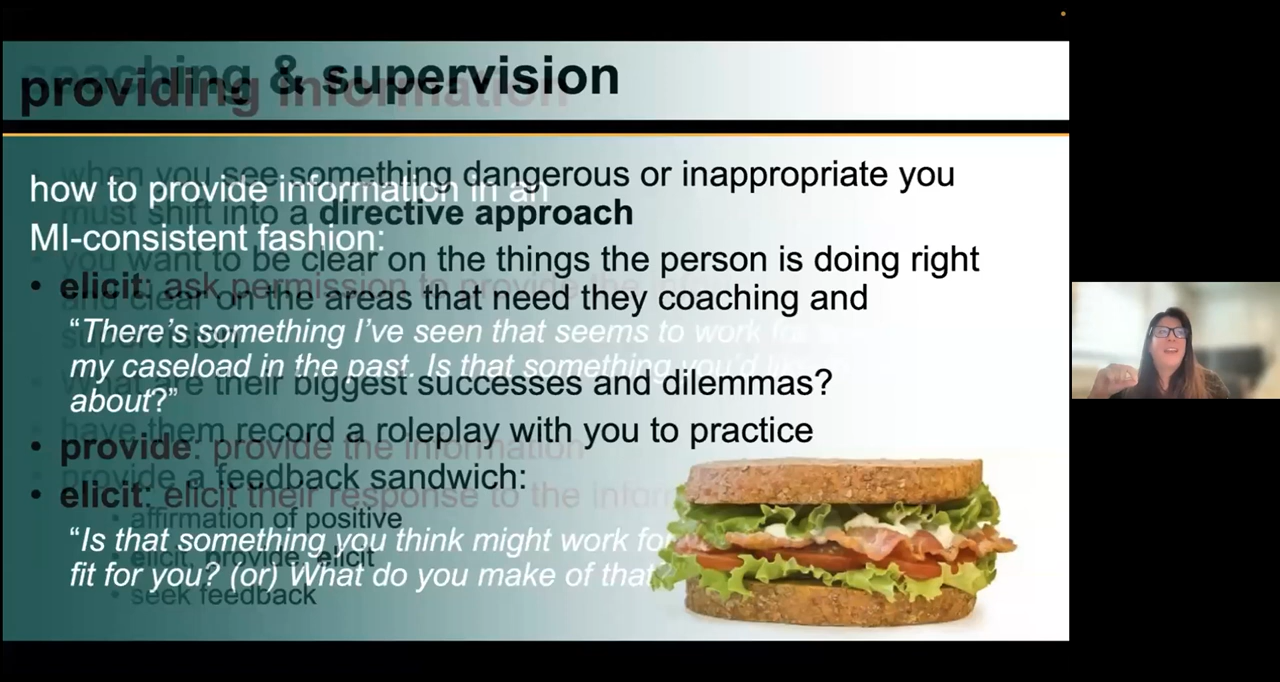 coaching & supervision
when you see something dangerous or inappropriate you
must shift into a directive approach
you want to be clear on the things the person is doing right
and clear on the areas that need they coaching and
supervision
What are their biggest successes and dilemmas?
have them record a roleplay with you to practice
provide a feedback sandwich:
affirmation of positive
elicit, provide, elicit
seek feedback
providing information
how to provide information in an
MI-consistent fashion:
• elicit: ask permission to provide the
“There’s something I’ve seen that seems to work for
my caseload in the past. Is that something you’d
about?”
• provide: provide the information
• elicit: elicit their response to the
“Is that something you think might work
fit for you? (or) What do you make of that